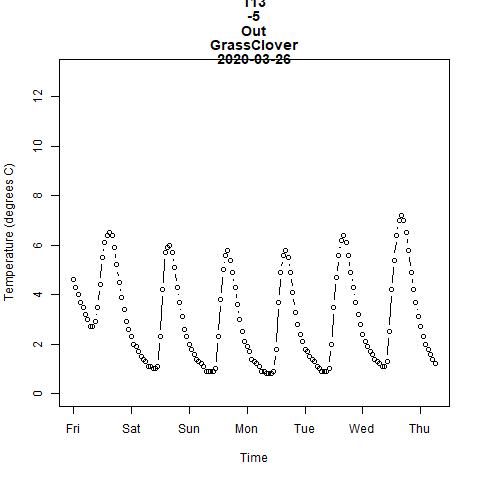 T13
-5
Out
GrassClover
2020-03-26
Temperature (degrees C)
12
10
8
6
4
2
0
Fri Sat Sun Mon Tue Wed Thu
Time